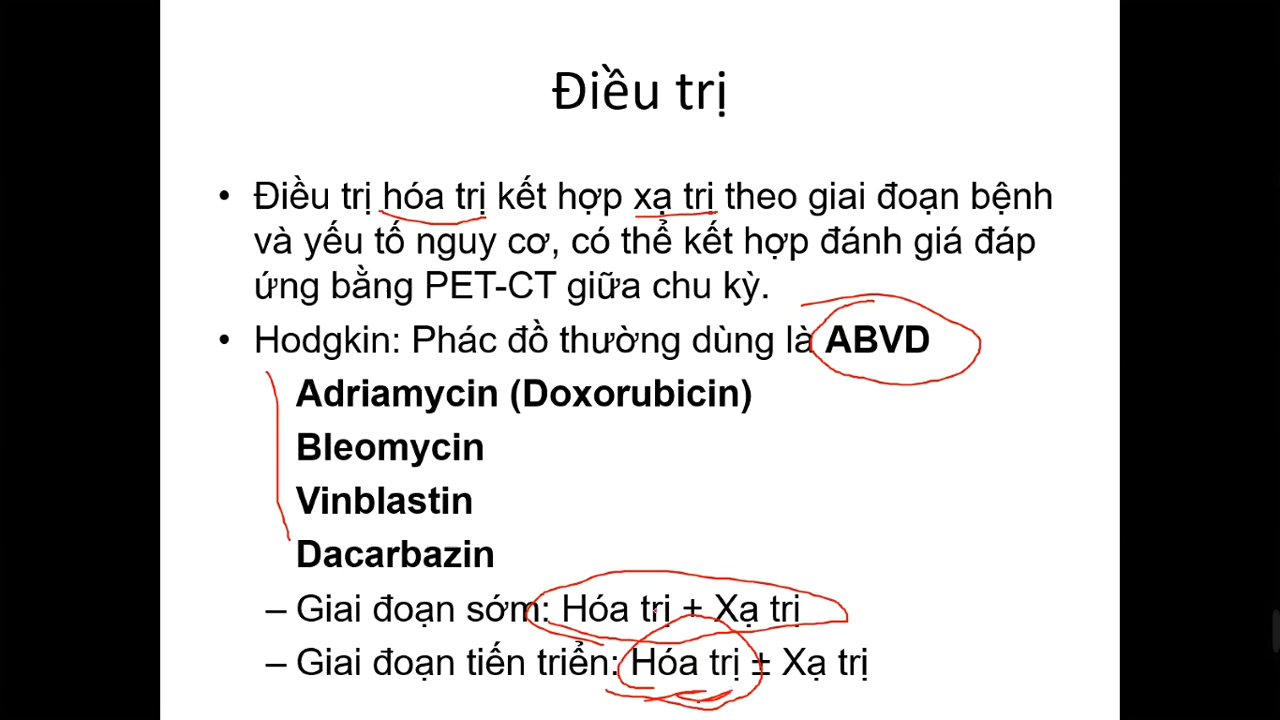 Điều trị
• Điều trị hóa trị kết hợp xạ trị theo giai đoạn bệnh
và yếu tố nguy cơ, có thể kết hợp đánh giá đáp
ứng bằng PET-CT giữa chu kỳ.
• Hodgkin: Phác đồ thường dùng là ABVD
Adriamycin (Doxorubicin)
Bleomycin
Vinblastin
Dacarbazin
– Giai đoạn sớm: Hóa trị + Xạ trị
– Giai đoạn tiến triển: Hóa trị ± Xạ trị